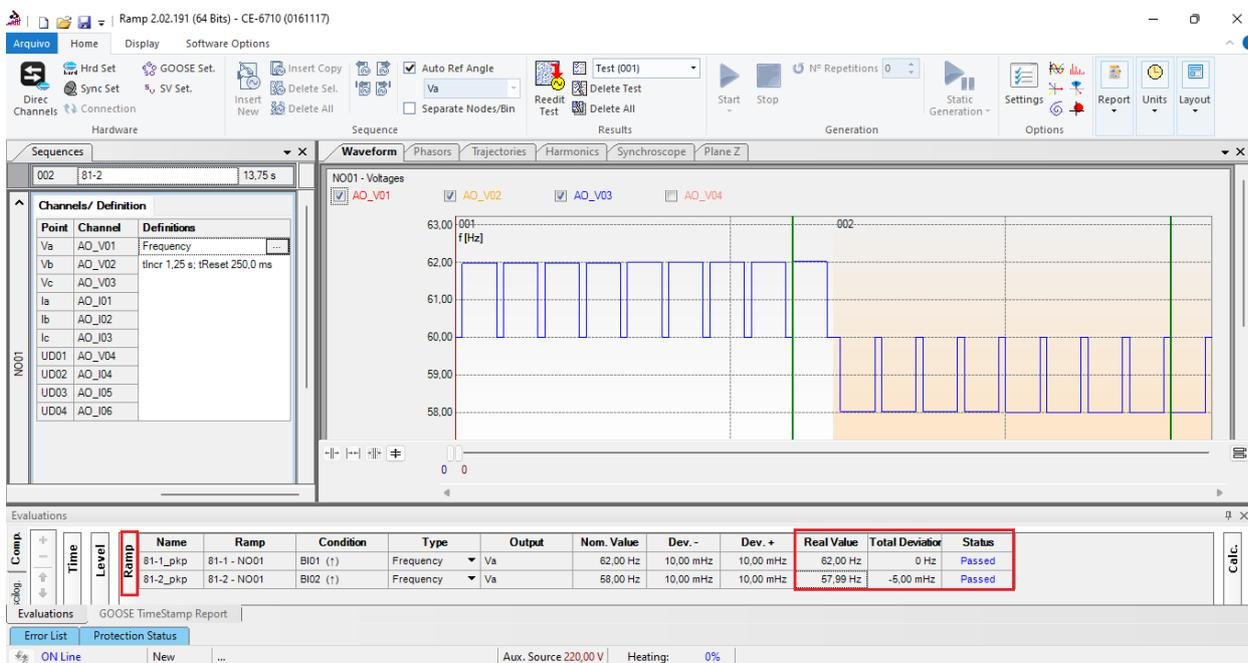 Ramp 2.02.191 (64 Bits) - CE-6710 (0161117)
Arquivo Home Display Software Options
Direc Channels
Hrd Set
Sync Set
Connection
GOOSE Set.
SV Set.
Hardware
Insert New
Insert Copy
Delete Sel.
Delete All
Auto Ref Angle
Va
Separate Nodes/Bin
Sequence
Reedit Test
Test (001)
Delete Test
Delete All
Results
Start
Stop
Nº Repetitions 0
Static Generation
Generation
Settings
Options
Report
Units
Layout
Sequences
002 81-2 13,75 s
NO01
Channels/ Definition
Point Channel Definitions
Va AO_V01 Frequency ...
Vb AO_V02 tIncr 1,25 s; tReset 250,0 ms
Vc AO_V03
Ia AO_I01
Ib AO_I02
Ic AO_I03
UD01 AO_V04
UD02 AO_I04
UD03 AO_I05
UD04 AO_I06
Waveform Phasors Trajectories Harmonics Synchroscope Plane Z
NO01 - Voltages
AO_V01 AO_V02 AO_V03 AO_V04
63,00 001 002
f [Hz]
62,00
61,00
60,00
59,00
58,00
0 0
Evaluations
Comp.
Time
Level
Ramp
Name Ramp Condition Type Output Nom. Value Dev. - Dev. + Real Value Total Deviation Status
81-1_pkp 81-1 - NO01 BI01 (↑) Frequency Va 62,00 Hz 10,00 mHz 10,00 mHz 62,00 Hz 0 Hz Passed
81-2_pkp 81-2 - NO01 BI02 (↑) Frequency Va 58,00 Hz 10,00 mHz 10,00 mHz 57,99 Hz -5,00 mHz Passed
Calc.
Evaluations GOOSE TimeStamp Report
Error List Protection Status
ON Line New ... Aux. Source 220,00 V Heating: 0%